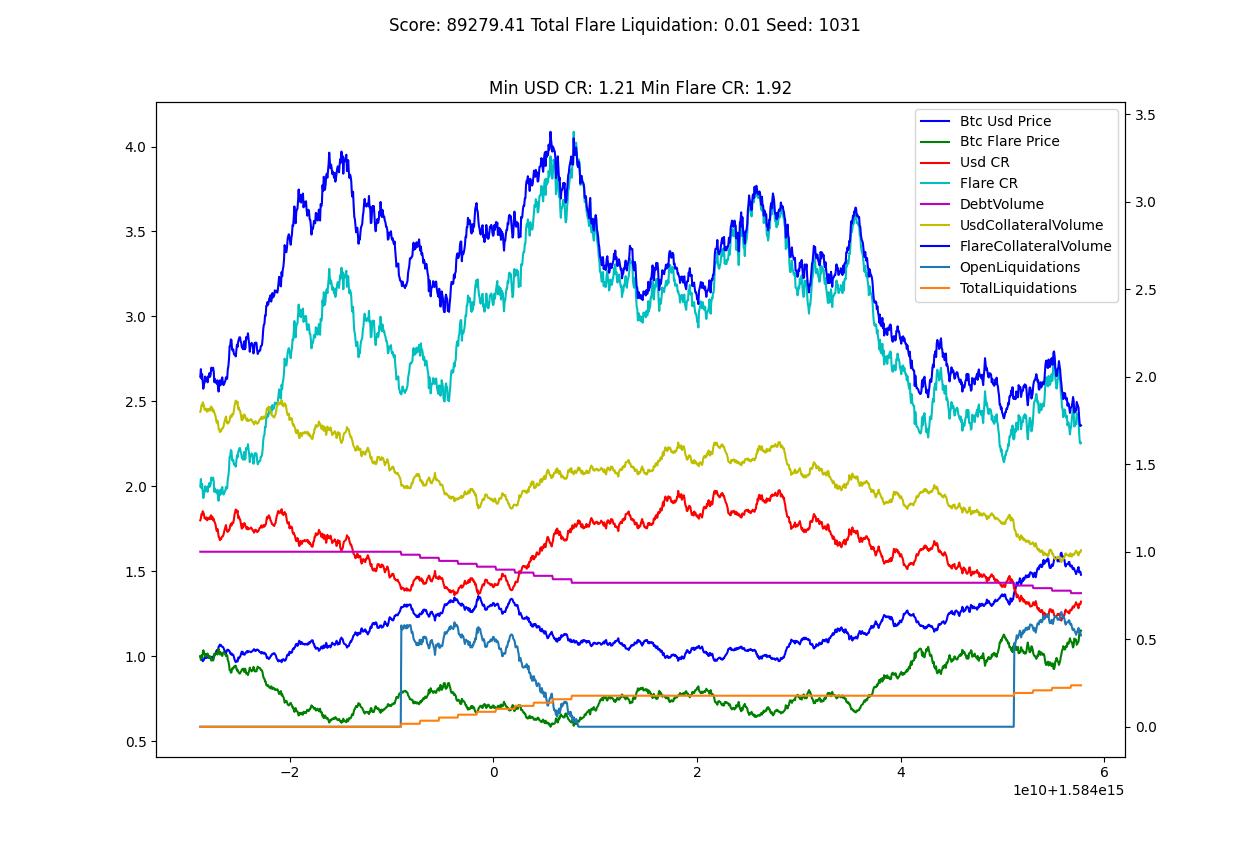 Score: 89279.41 Total Flare Liquidation: 0.01 Seed: 1031
Min USD CR: 1.21 Min Flare CR: 1.92
Btc Usd Price
Btc Flare Price
Usd CR
Flare CR
DebtVolume
UsdCollateralVolume
FlareCollateralVolume
OpenLiquidations
TotalLiquidations
4.0
3.5
3.0
2.5
2.0
1.5
1.0
0.5
3.5
3.0
2.5
2.0
1.5
1.0
0.5
0.0
−2
0
2
4
6
1e10+1.584e15